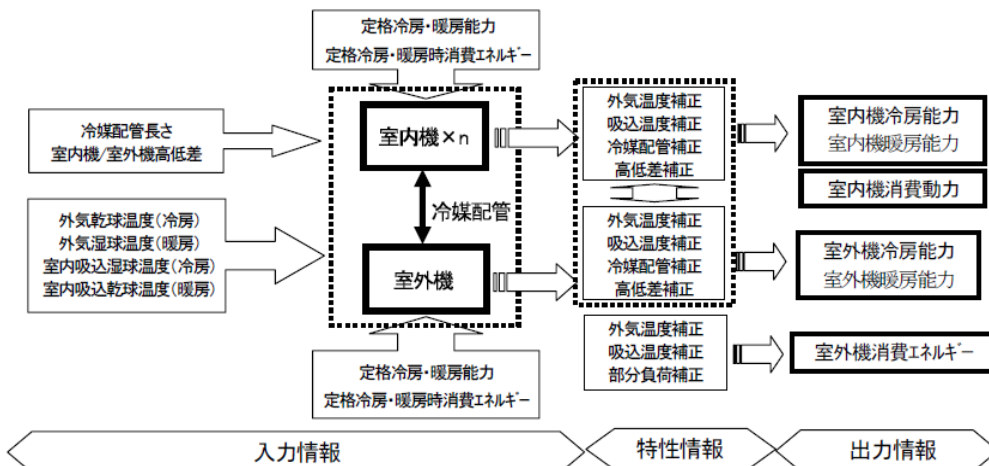 定格冷房・暖房能力
定格冷房・暖房時消費エネルギー
冷媒配管長さ
室内機/室外機高低差
外気乾球温度(冷房)
外気湿球温度(暖房)
室内吸込湿球温度(冷房)
室内吸込乾球温度(暖房)
室内機×n
冷媒配管
室外機
定格冷房・暖房能力
定格冷房・暖房時消費エネルギー
外気温度補正
吸込温度補正
冷媒配管補正
高低差補正
外気温度補正
吸込温度補正
冷媒配管補正
高低差補正
外気温度補正
吸込温度補正
部分負荷補正
室内機冷房能力
室内機暖房能力
室内機消費動力
室外機冷房能力
室外機暖房能力
室外機消費エネルギー
入力情報
特性情報
出力情報